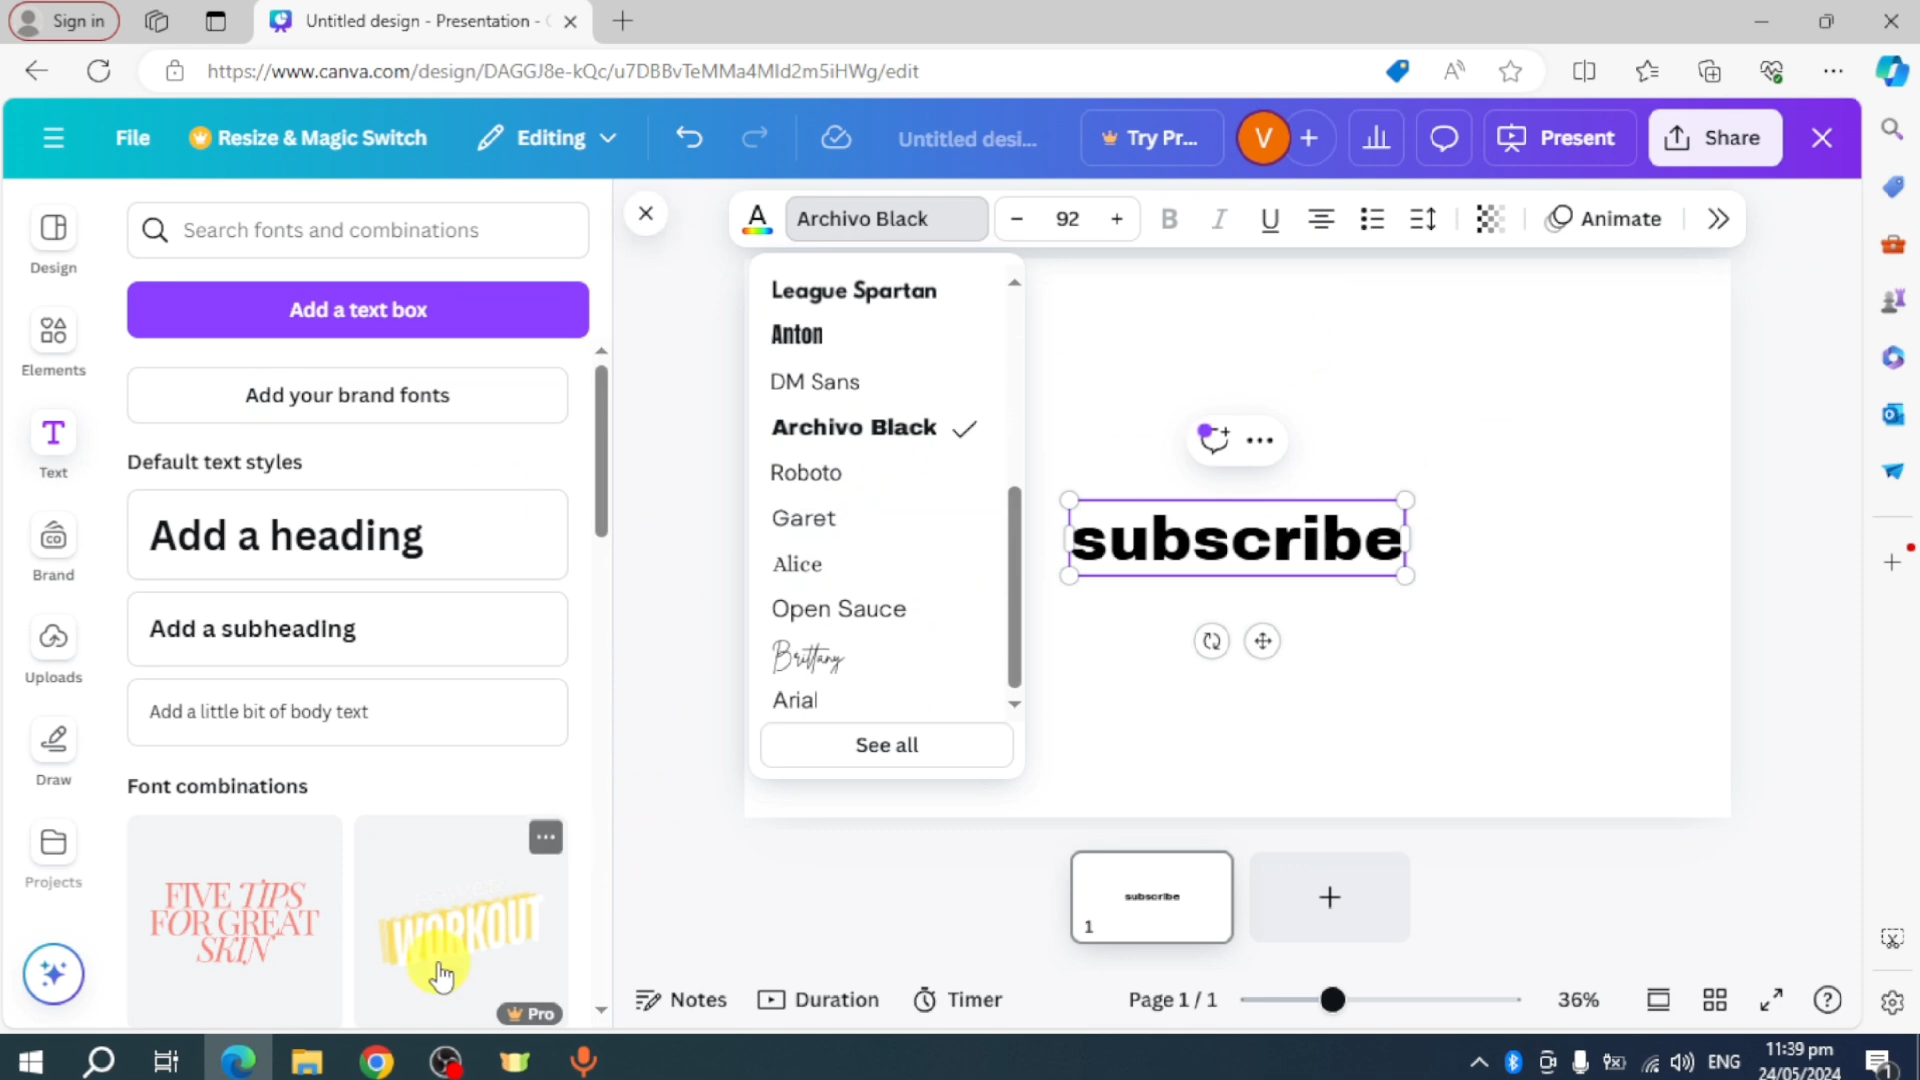 Sign in
Untitled design - Presentation - C
https://www.canva.com/design/DAGGJ8e-kQc/u7DBBvTeMMa4MId2m5iHWg/edit
File
Resize & Magic Switch
Editing
Untitled desi...
Try Pr...
V
Present
Share
Design
Elements
Text
Brand
Uploads
Draw
Projects
Search fonts and combinations
Add a text box
Add your brand fonts
Default text styles
Add a heading
Add a subheading
Add a little bit of body text
Font combinations
FIVE TIPS
FOR GREAT
SKIN
WORKOUT
Pro
Archivo Black
92
Animate
League Spartan
Anton
DM Sans
Archivo Black
Roboto
Garet
Alice
Open Sauce
Brittany
Arial
See all
subscribe
subscribe
1
Notes
Duration
Timer
Page 1 / 1
36%
ENG
11:39 pm
24/05/2024
1